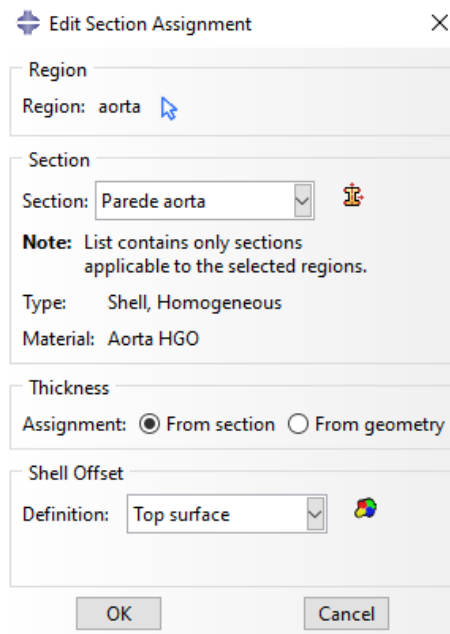 Edit Section Assignment
Region
Region: aorta
Section
Section: Parede aorta
Note: List contains only sections
applicable to the selected regions.
Type: Shell, Homogeneous
Material: Aorta HGO
Thickness
Assignment: From section From geometry
Shell Offset
Definition: Top surface
OK Cancel